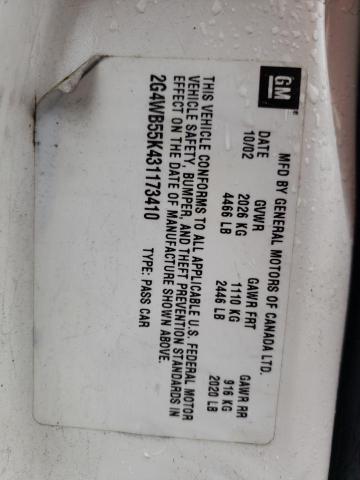 GM
MFD BY GENERAL MOTORS OF CANADA LTD.
DATE GVWR GAWR FRT GAWR RR
10/02 2026 KG 1110 KG 916 KG
4466 LB 2446 LB 2020 LB
THIS VEHICLE CONFORMS TO ALL APPLICABLE U.S. FEDERAL MOTOR
VEHICLE SAFETY, BUMPER, AND THEFT PREVENTION STANDARDS IN
EFFECT ON THE DATE OF MANUFACTURE SHOWN ABOVE.
2G4WB55K431173410 TYPE: PASS CAR